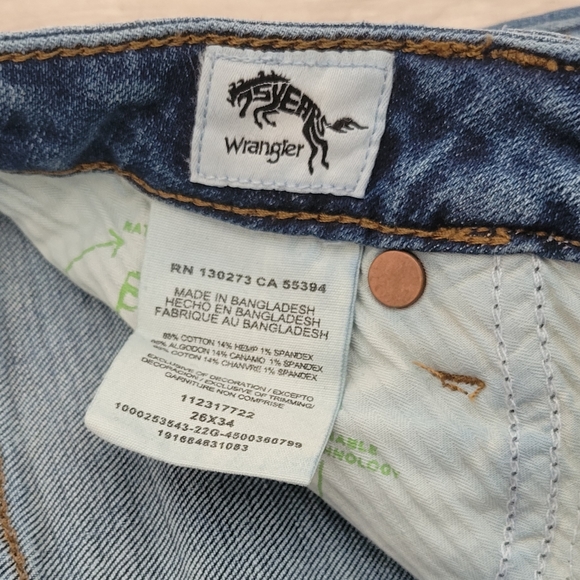 75 YEARS
Wrangler
RN 130273 CA 55394
MADE IN BANGLADESH
HECHO EN BANGLADESH
FABRIQUE AU BANGLADESH
85% COTTON 14% HEMP 1% SPANDEX
85% ALGODON 14% CANAMO 1% SPANDEX
85% COTON 14% CHANVRE 1% SPANDEX
EXCLUSIVE OF DECORATION / EXCEPTO
DECORACION / EXCLUSIVE OF TRIMMING/
GARNITURE NON COMPRISE
112317722
26X34
1000253543-22G-4500360799
191684831083